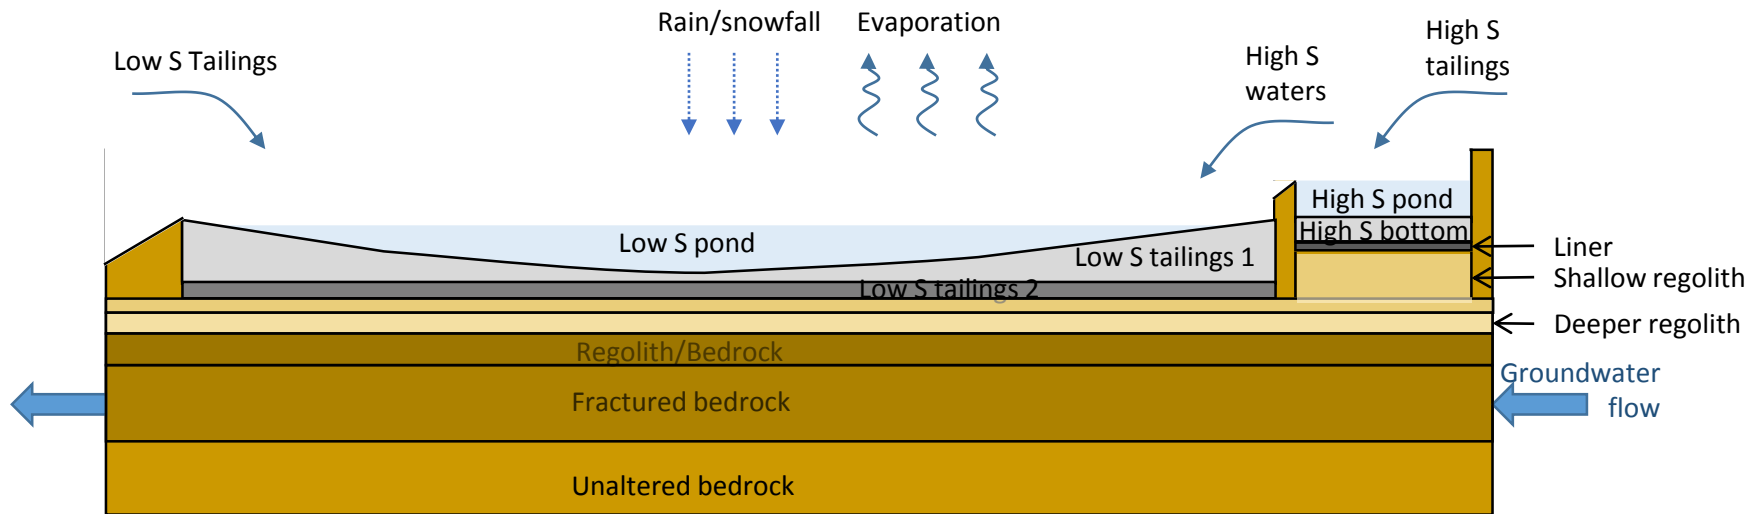 Rain/snowfall
Evaporation
High S
tailings
Low S Tailings
High S
waters
High S pond
High S bottom
Low S pond
Low S tailings 1
Low S tailings 2
Liner
Shallow regolith
Deeper regolith
Regolith/Bedrock
Groundwater
flow
Fractured bedrock
Unaltered bedrock